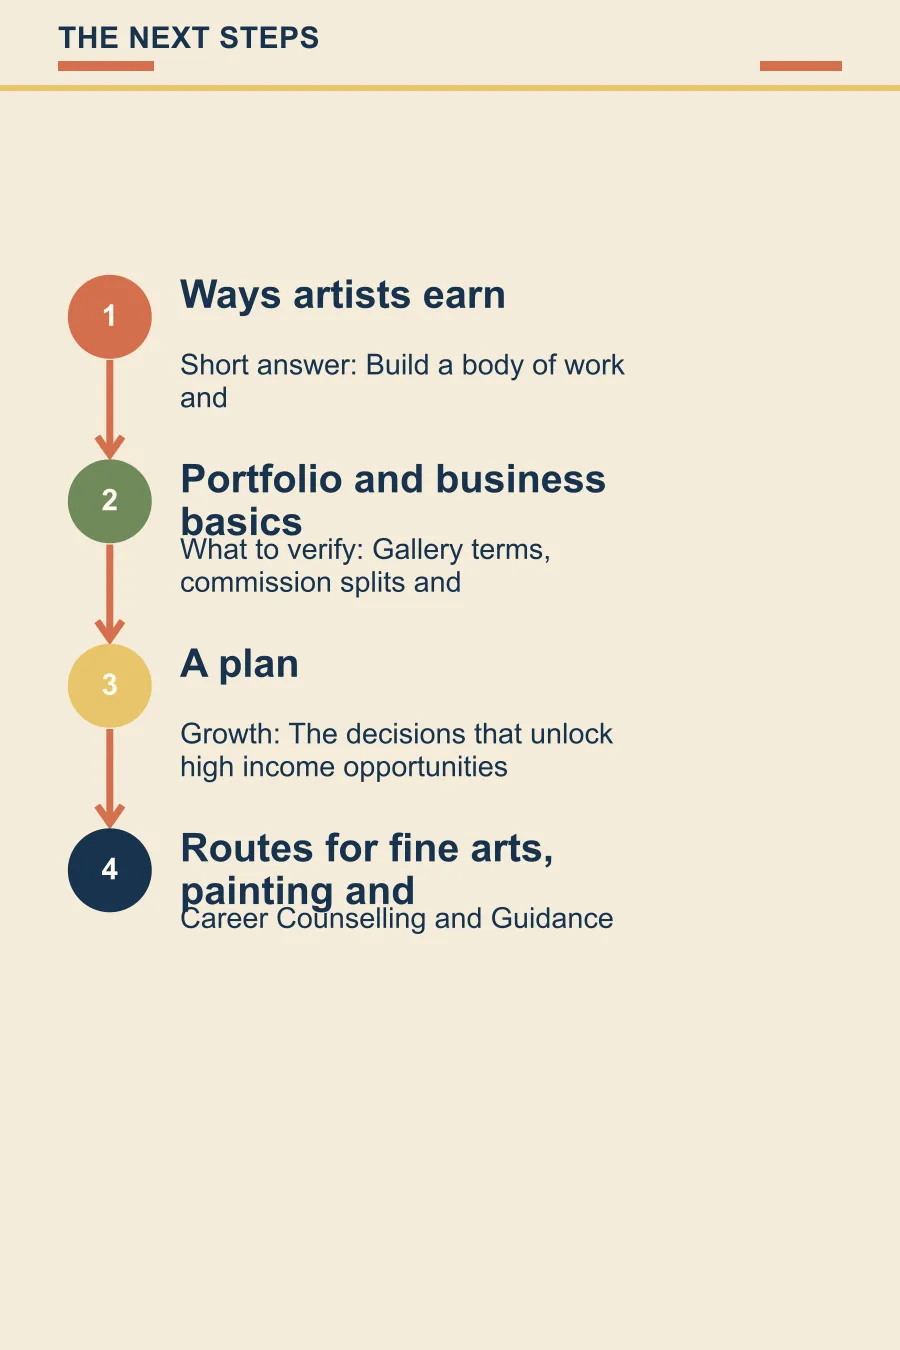 THE NEXT STEPS
1
Ways artists earn
Short answer: Build a body of work
and
2
Portfolio and business
basics
What to verify: Gallery terms,
commission splits and
3
A plan
Growth: The decisions that unlock
high income opportunities
4
Routes for fine arts,
painting and
Career Counselling and Guidance